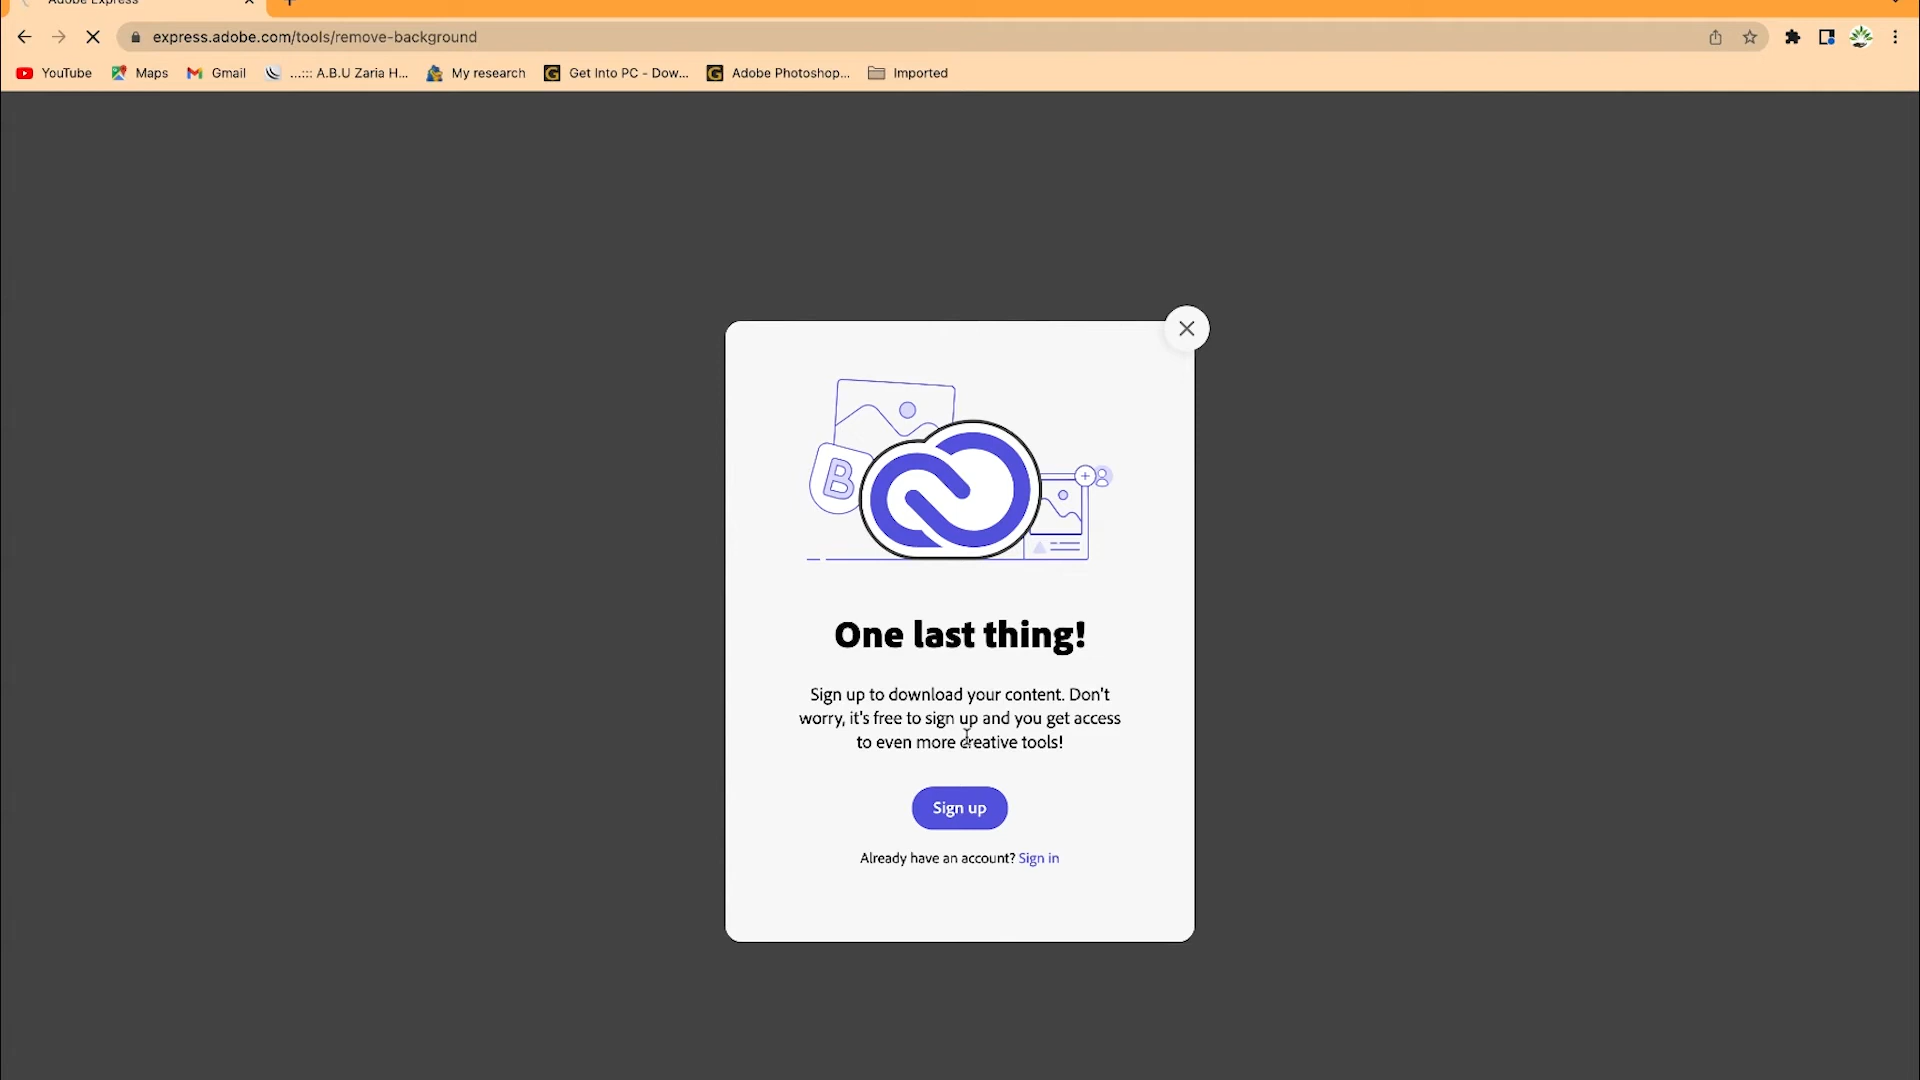 Adobe Express
express.adobe.com/tools/remove-background
YouTube Maps Gmail ...::: A.B.U Zaria H... My research Get Into PC - Dow... Adobe Photoshop... Imported
B
One last thing!
Sign up to download your content. Don't
worry, it's free to sign up and you get access
to even more creative tools!
Sign up
Already have an account? Sign in